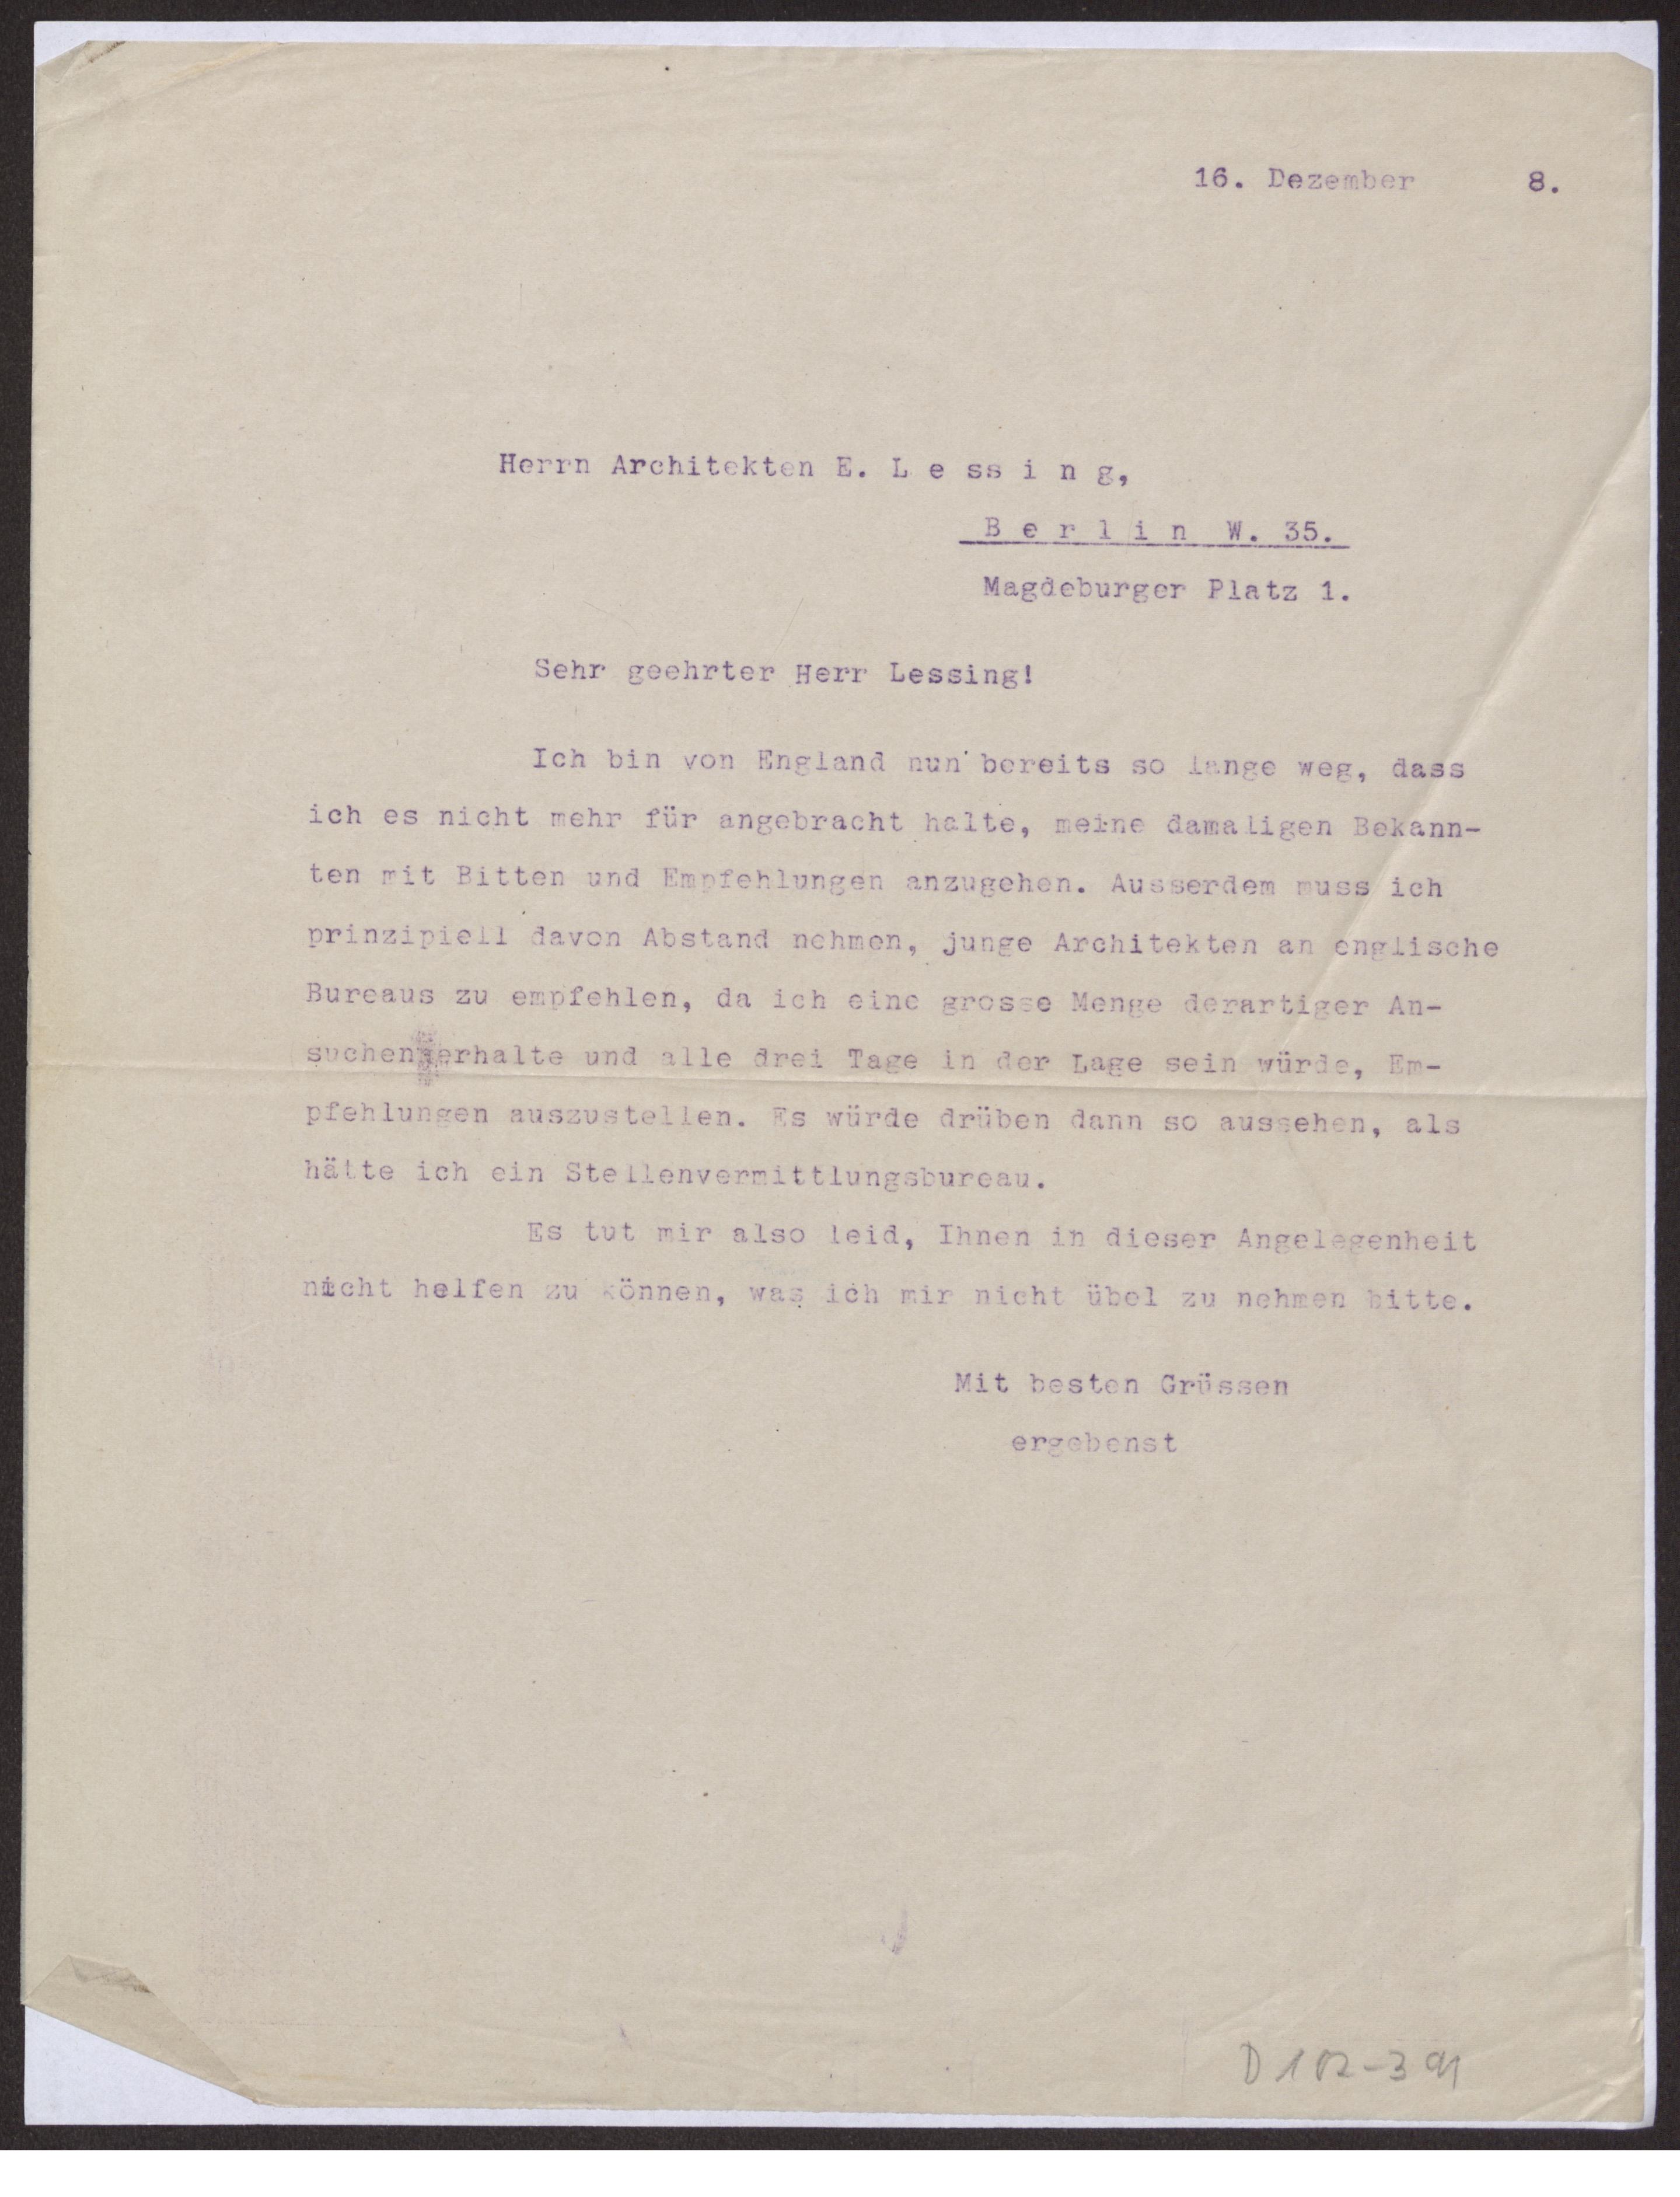 16. Dezember 8.
Herrn Architekten E. L e ss i n g,
B e r l i n W. 35.
Magdeburger Platz 1.
Sehr geehrter Herr Lessing!
Ich bin von England nun bereits so lange weg, dass
ich es nicht mehr für angebracht halte, meine damaligen Bekann-
ten mit Bitten und Empfehlungen anzugehen. Ausserdem muss ich
prinzipiell davon Abstand nehmen, junge Architekten an englische
Bureaus zu empfehlen, da ich eine grosse Menge derartiger An-
suchen erhalte und alle drei Tage in der Lage sein würde, Em-
pfehlungen auszustellen. Es würde drüben dann so aussehen, als
hätte ich ein Stellenvermittlungsbureau.
Es tut mir also leid, Ihnen in dieser Angelegenheit
nicht helfen zu können, was ich mir nicht übel zu nehmen bitte.
Mit besten Grüssen
ergebenst
D 102-391